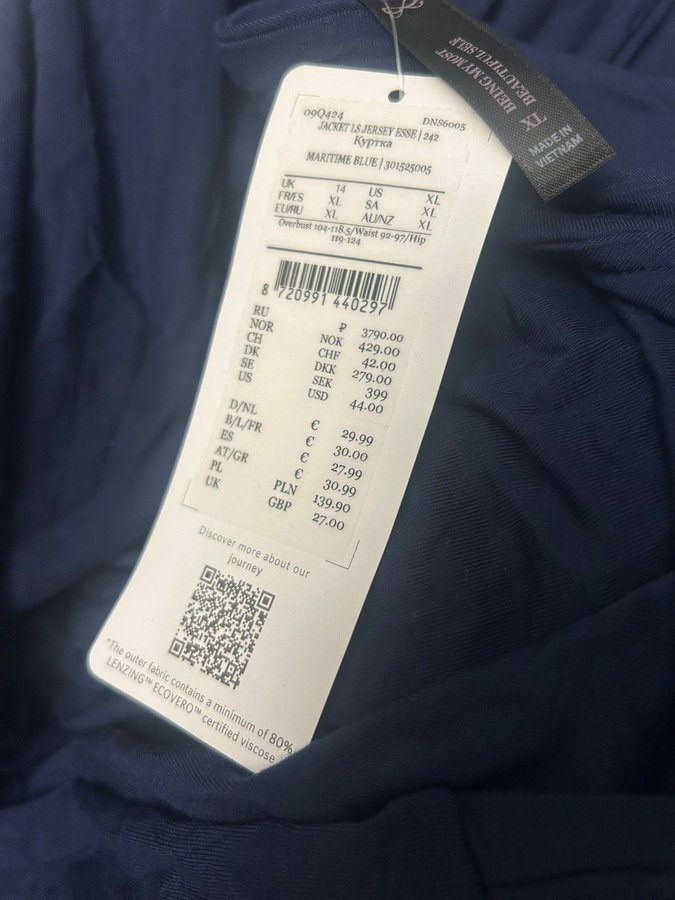 09Q424 DNS6005
JACKET LS JERSEY ESSE | 242
Куртка
MARITIME BLUE | 301525005
UK 14 US XL
FR/ES XL SA XL
EU/RU XL AU/NZ XL
Overbust 104-118.5/Waist 92-97/Hip
119-124
8 720991 440297
RU ₽ 3790.00
NOR NOK 429.00
CH CHF 42.00
DK DKK 279.00
SE SEK 399
US USD 44.00
D/NL € 29.99
B/L/FR € 30.00
ES € 27.99
AT/GR € 30.99
PL PLN 139.90
UK GBP 27.00
Discover more about our
journey
*The outer fabric contains a minimum of 80%
LENZING™ ECOVERO™ certified viscose
BEING MY MOST
BEAUTIFUL SELF
XL
MADE IN
VIETNAM